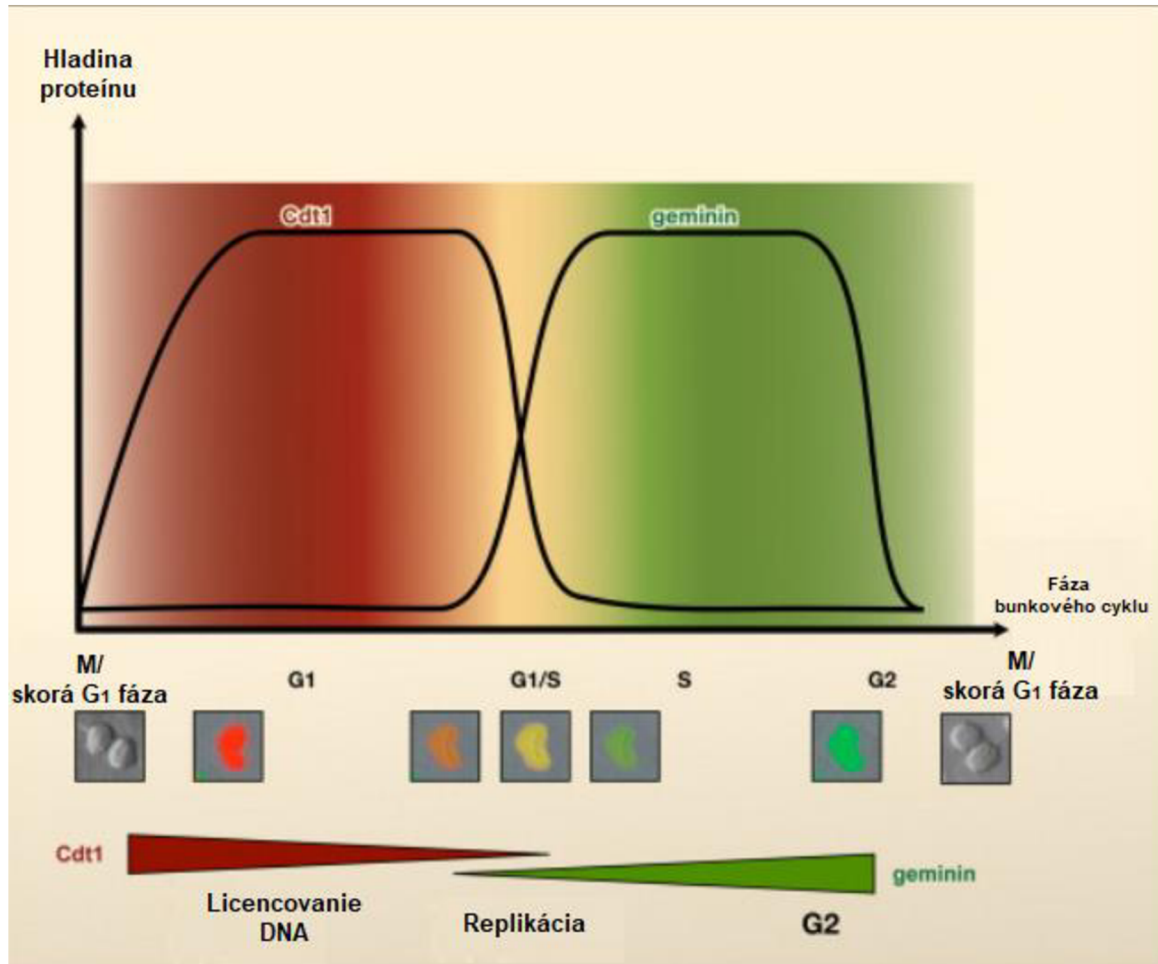 Hladina
proteínu
Cdt1
geminin
Fáza
bunkového cyklu
M/
skorá G1 fáza
G1
G1/S
S
G2
M/
skorá G1 fáza
Cdt1
geminin
Licencovanie
DNA
Replikácia
G2